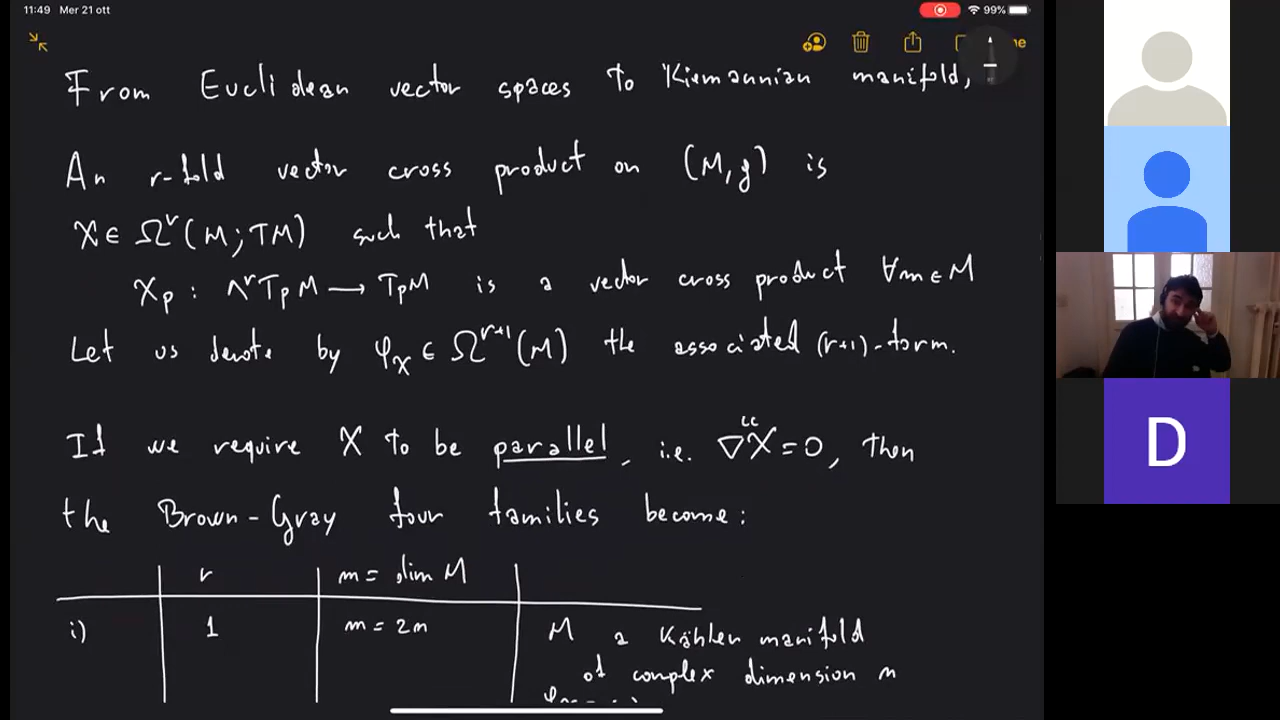 11:49 Mer 21 ott
99%
From Euclidean vector spaces to Riemannian manifold,
An r-fold vector cross product on (M,g) is
X ∈ Ω^r(M;TM) such that
X_p : Λ^r T_pM → T_pM is a vector cross product ∀m∈M
Let us denote by φ_X ∈ Ω^{r+1}(M) the associated (r+1)-form.
If we require X to be parallel, i.e. ∇^{LC}X=0, then
the Brown-Gray four families become:
r m = dim M
i) 1 m = 2n M a Kähler manifold
of complex dimension n
D